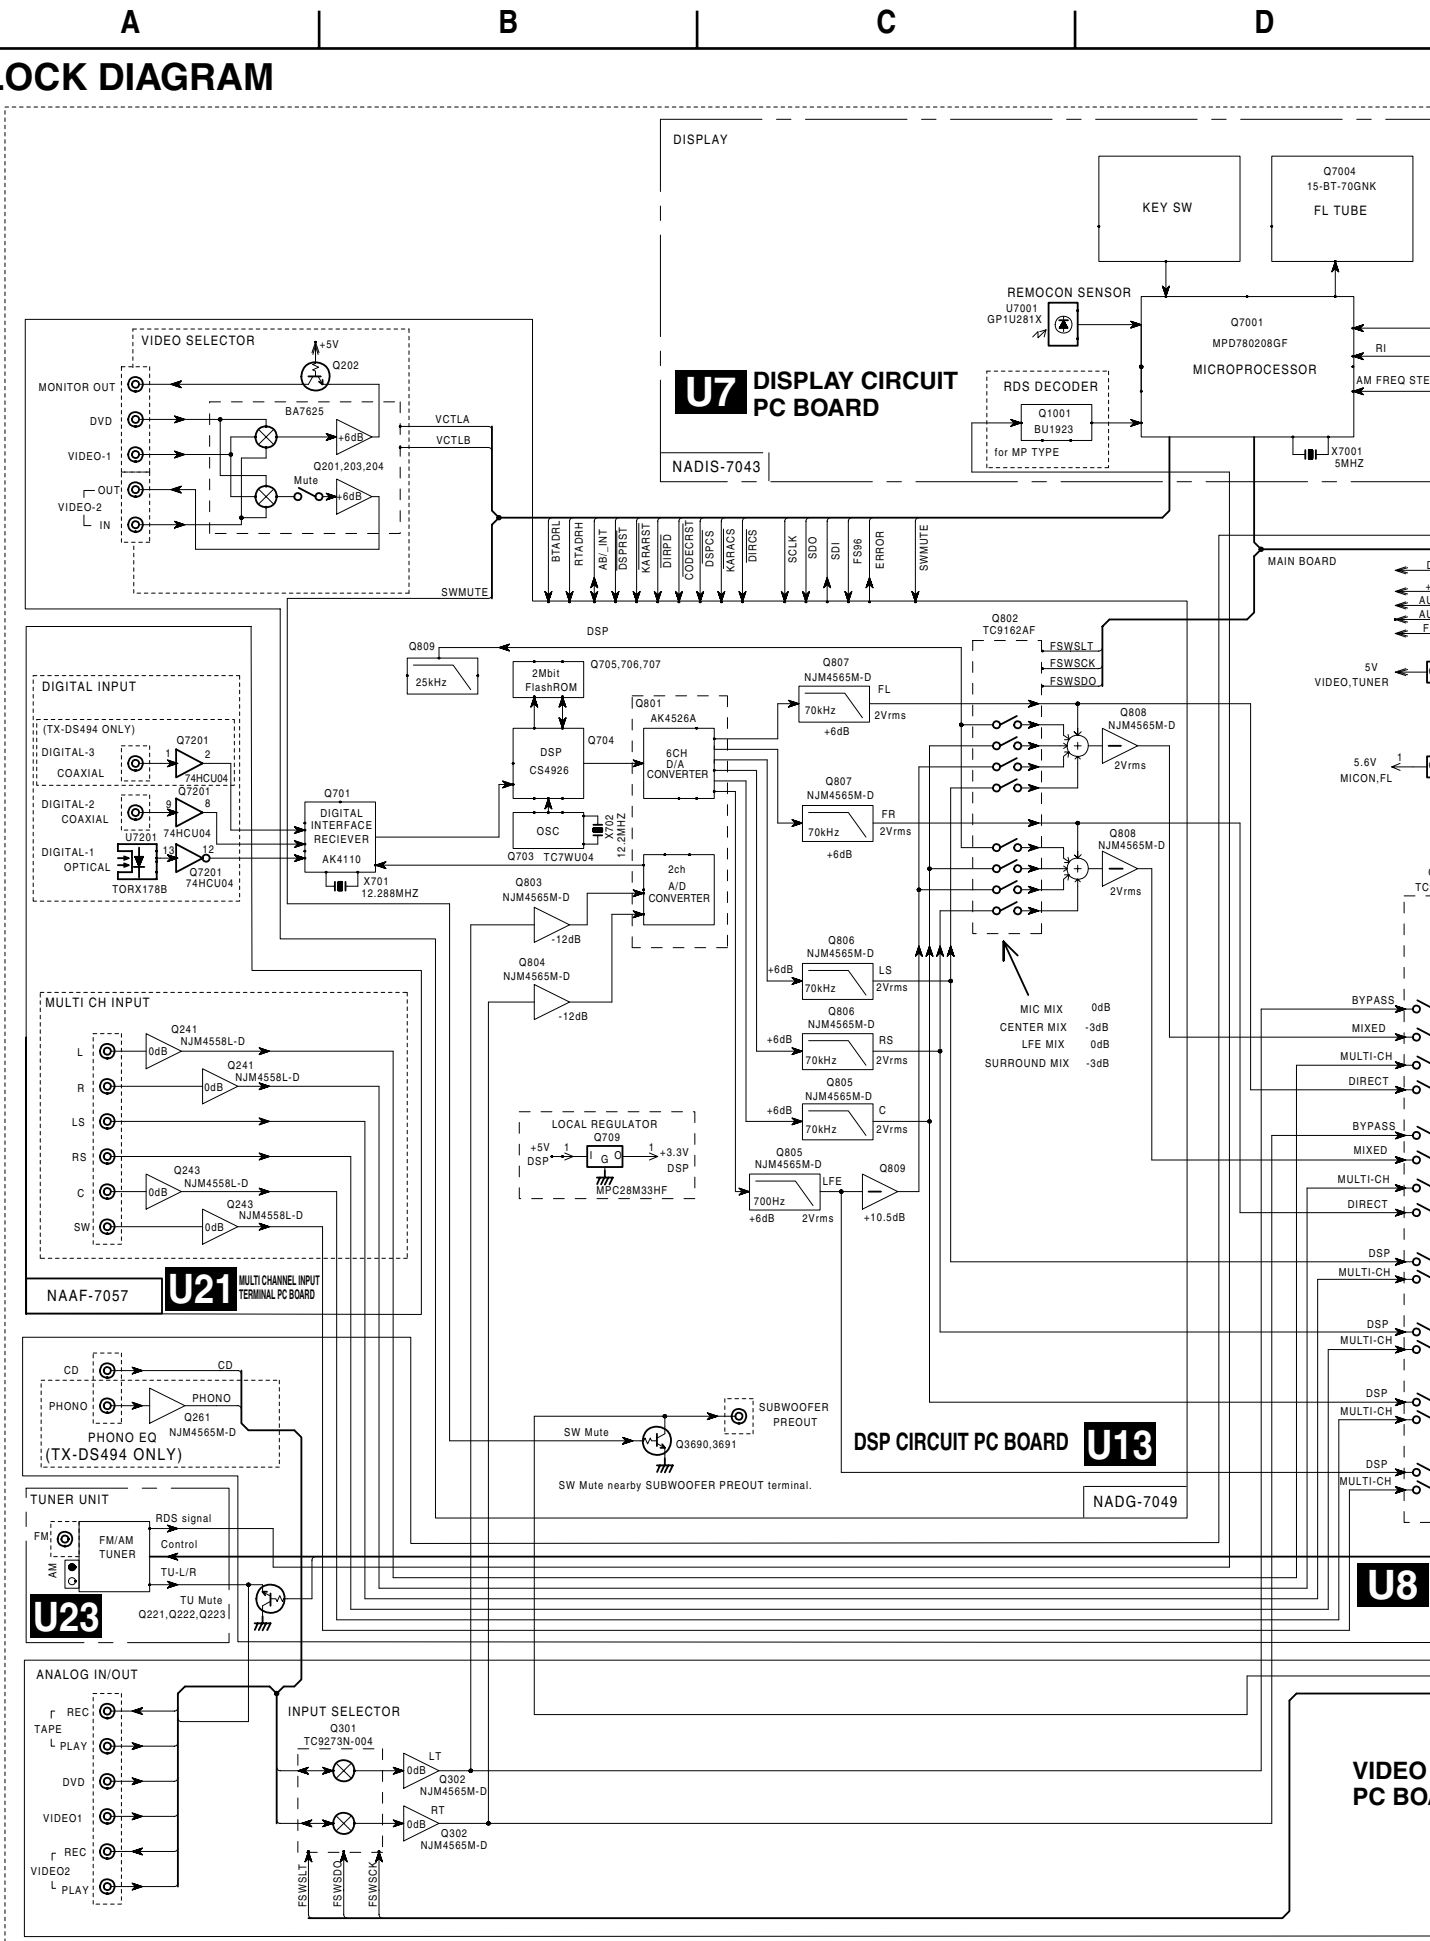 A B C D
LOCK DIAGRAM
DISPLAY
KEY SW
Q7004
15-BT-70GNK
FL TUBE
REMOCON SENSOR
U7001
GP1U281X
Q7001
MPD780208GF
MICROPROCESSOR
RI
AM FREQ STE
U7 DISPLAY CIRCUIT
PC BOARD
RDS DECODER
Q1001
BU1923
for MP TYPE
X7001
5MHZ
NADIS-7043
VIDEO SELECTOR
+5V
Q202
MONITOR OUT
DVD
VIDEO-1
OUT
VIDEO-2
IN
BA7625
+6dB
Q201,203,204
Mute
+6dB
VCTLA
VCTLB
SWMUTE
BTADRL
RTADRH
AB/_INT
DSPRST
KARARST
DIRPD
CODECRST
DSPCS
KARACS
DIRCS
SCLK
SDO
SDI
FS96
ERROR
SWMUTE
MAIN BOARD
D
+
AU
AU
F
5V
VIDEO,TUNER
5.6V
MICON,FL
1
DSP
Q809
25kHz
2Mbit
FlashROM
Q705,706,707
DSP
CS4926
Q704
OSC
X702
12.2MHZ
Q703 TC7WU04
Q801
AK4526A
6CH
D/A
CONVERTER
2ch
A/D
CONVERTER
Q802
TC9162AF
FSWSLT
FSWSCK
FSWSDO
Q807
NJM4565M-D
FL
70kHz
2Vrms
+6dB
Q807
NJM4565M-D
FR
70kHz
2Vrms
+6dB
Q808
NJM4565M-D
2Vrms
Q808
NJM4565M-D
2Vrms
DIGITAL INPUT
(TX-DS494 ONLY)
DIGITAL-3
COAXIAL
Q7201
1 2
74HCU04
DIGITAL-2
COAXIAL
Q7201
9 8
74HCU04
U7201
DIGITAL-1
OPTICAL
13 12
Q7201
74HCU04
TORX178B
Q701
DIGITAL
INTERFACE
RECIEVER
AK4110
X701
12.288MHZ
Q803
NJM4565M-D
-12dB
Q804
NJM4565M-D
-12dB
Q806
NJM4565M-D
+6dB
LS
70kHz
2Vrms
Q806
NJM4565M-D
+6dB
RS
70kHz
2Vrms
Q805
NJM4565M-D
+6dB
C
70kHz
2Vrms
Q805
NJM4565M-D
LFE
700Hz
+6dB
2Vrms
Q809
+10.5dB
MIC MIX 0dB
CENTER MIX -3dB
LFE MIX 0dB
SURROUND MIX -3dB
TC
BYPASS
MIXED
MULTI-CH
DIRECT
BYPASS
MIXED
MULTI-CH
DIRECT
DSP
MULTI-CH
DSP
MULTI-CH
DSP
MULTI-CH
DSP
MULTI-CH
MULTI CH INPUT
L
0dB
Q241
NJM4558L-D
R
0dB
Q241
NJM4558L-D
LS
RS
C
0dB
Q243
NJM4558L-D
SW
0dB
Q243
NJM4558L-D
NAAF-7057
U21 MULTI CHANNEL INPUT
TERMINAL PC BOARD
LOCAL REGULATOR
Q709
+5V
DSP
1
I G O
1
+3.3V
DSP
MPC28M33HF
CD
CD
PHONO
PHONO
Q261
NJM4565M-D
PHONO EQ
(TX-DS494 ONLY)
SW Mute
Q3690,3691
SUBWOOFER
PREOUT
SW Mute nearby SUBWOOFER PREOUT terminal.
DSP CIRCUIT PC BOARD U13
NADG-7049
TUNER UNIT
FM
AM
FM/AM
TUNER
RDS signal
Control
TU-L/R
TU Mute
Q221,Q222,Q223
U23
U8
ANALOG IN/OUT
REC
TAPE
PLAY
DVD
VIDEO1
REC
VIDEO2
PLAY
INPUT SELECTOR
Q301
TC9273N-004
LT
0dB
Q302
NJM4565M-D
RT
0dB
Q302
NJM4565M-D
FSWSLT
FSWSDO
FSWSCK
VIDEO
PC BOA